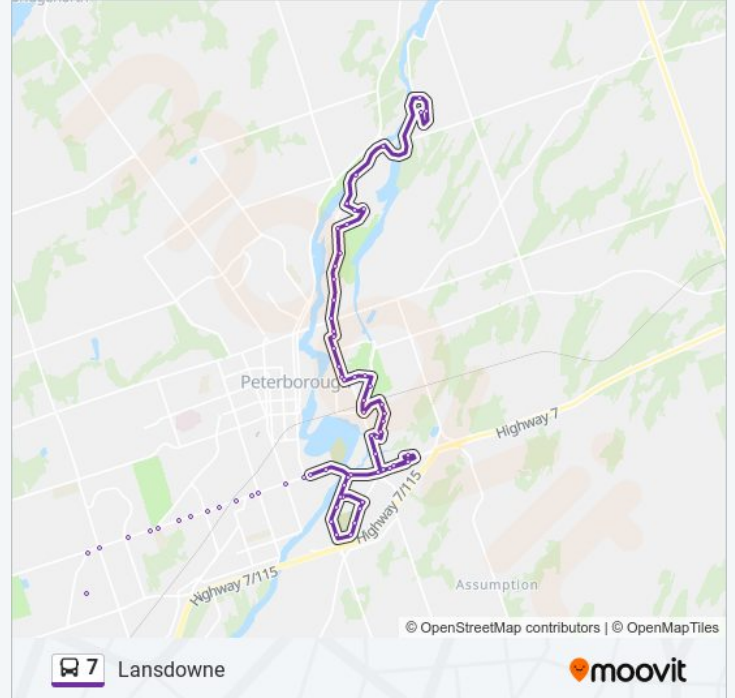 Peterborough
Highway 7
Highway 7/115
Highway 7/115
Assumption
© OpenStreetMap contributors | © OpenMapTiles
7 Lansdowne
moovit